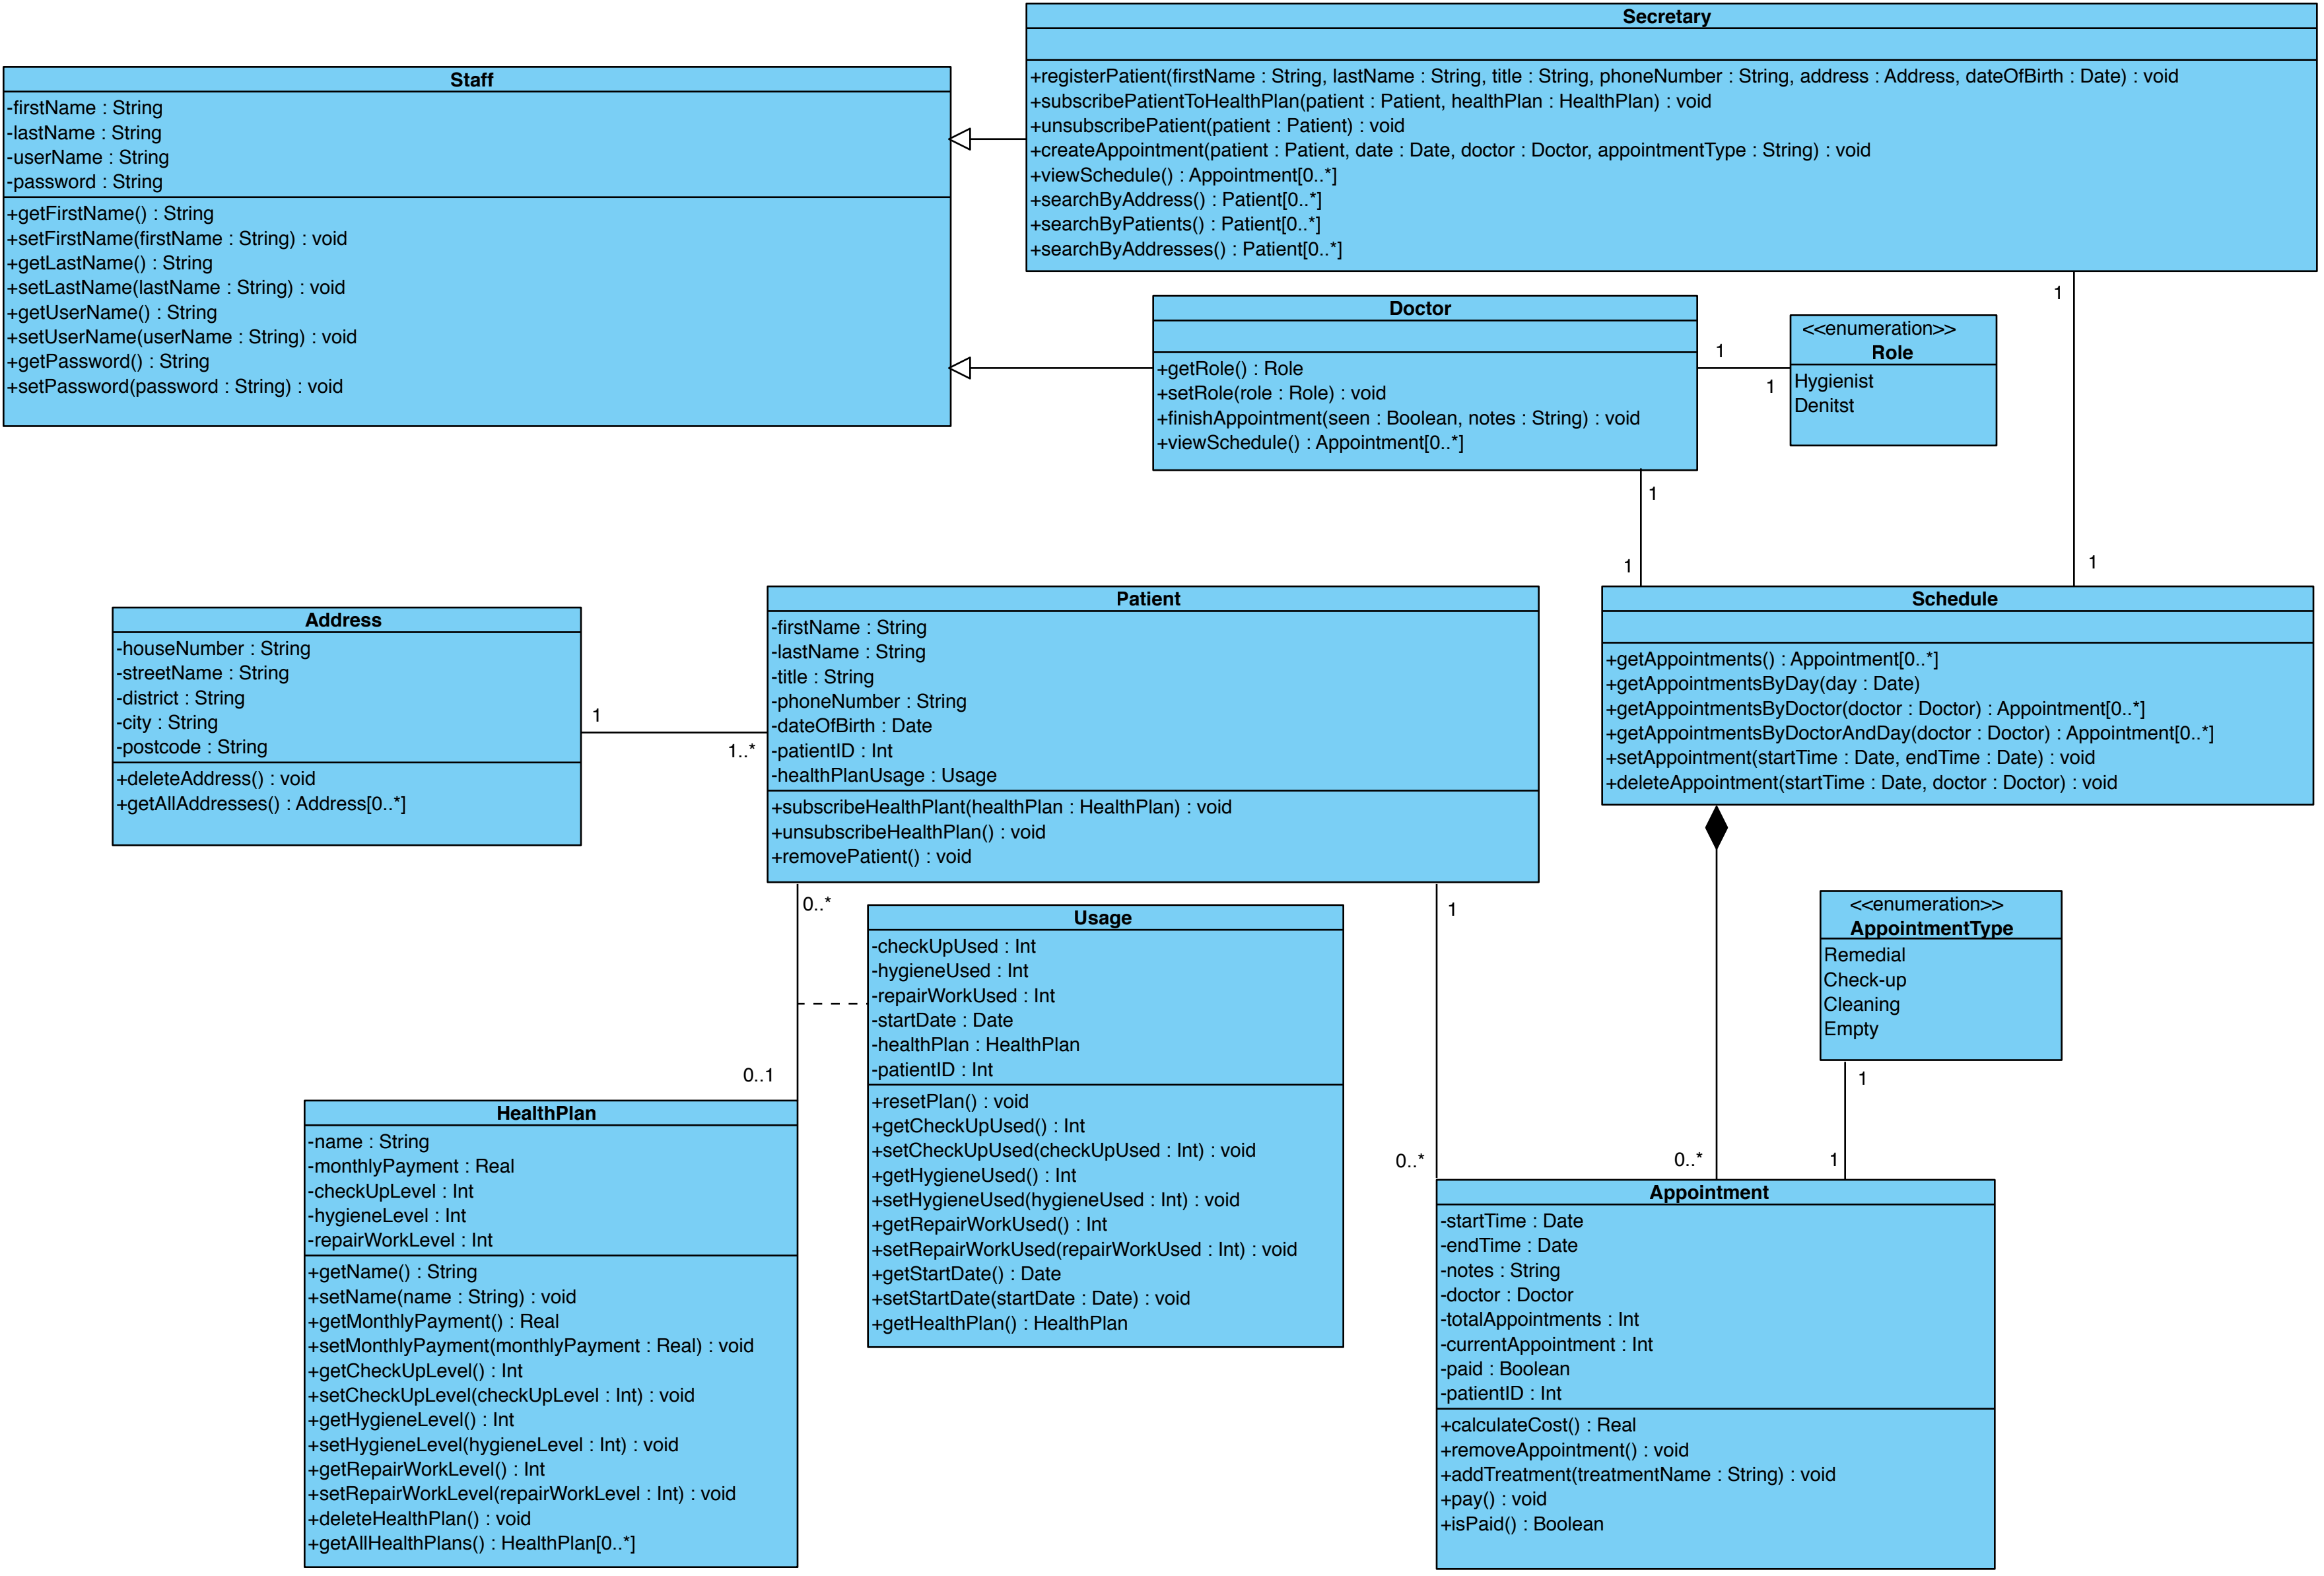 Secretary
+registerPatient(firstName : String, lastName : String, title : String, phoneNumber : String, address : Address, dateOfBirth : Date) : void
+subscribePatientToHealthPlan(patient : Patient, healthPlan : HealthPlan) : void
+unsubscribePatient(patient : Patient) : void
+createAppointment(patient : Patient, date : Date, doctor : Doctor, appointmentType : String) : void
+viewSchedule() : Appointment[0..*]
+searchByAddress() : Patient[0..*]
+searchByPatients() : Patient[0..*]
+searchByAddresses() : Patient[0..*]
Staff
-firstName : String
-lastName : String
-userName : String
-password : String
+getFirstName() : String
+setFirstName(firstName : String) : void
+getLastName() : String
+setLastName(lastName : String) : void
+getUserName() : String
+setUserName(userName : String) : void
+getPassword() : String
+setPassword(password : String) : void
Doctor
+getRole() : Role
+setRole(role : Role) : void
+finishAppointment(seen : Boolean, notes : String) : void
+viewSchedule() : Appointment[0..*]
1
1
<<enumeration>>
Role
Hygienist
Denitst
1
1
1
1
Address
-houseNumber : String
-streetName : String
-district : String
-city : String
-postcode : String
+deleteAddress() : void
+getAllAddresses() : Address[0..*]
1
1..*
Patient
-firstName : String
-lastName : String
-title : String
-phoneNumber : String
-dateOfBirth : Date
-patientID : Int
-healthPlanUsage : Usage
+subscribeHealthPlant(healthPlan : HealthPlan) : void
+unsubscribeHealthPlan() : void
+removePatient() : void
Schedule
+getAppointments() : Appointment[0..*]
+getAppointmentsByDay(day : Date)
+getAppointmentsByDoctor(doctor : Doctor) : Appointment[0..*]
+getAppointmentsByDoctorAndDay(doctor : Doctor) : Appointment[0..*]
+setAppointment(startTime : Date, endTime : Date) : void
+deleteAppointment(startTime : Date, doctor : Doctor) : void
0..*
0..1
Usage
-checkUpUsed : Int
-hygieneUsed : Int
-repairWorkUsed : Int
-startDate : Date
-healthPlan : HealthPlan
-patientID : Int
+resetPlan() : void
+getCheckUpUsed() : Int
+setCheckUpUsed(checkUpUsed : Int) : void
+getHygieneUsed() : Int
+setHygieneUsed(hygieneUsed : Int) : void
+getRepairWorkUsed() : Int
+setRepairWorkUsed(repairWorkUsed : Int) : void
+getStartDate() : Date
+setStartDate(startDate : Date) : void
+getHealthPlan() : HealthPlan
1
0..*
0..*
<<enumeration>>
AppointmentType
Remedial
Check-up
Cleaning
Empty
1
1
HealthPlan
-name : String
-monthlyPayment : Real
-checkUpLevel : Int
-hygieneLevel : Int
-repairWorkLevel : Int
+getName() : String
+setName(name : String) : void
+getMonthlyPayment() : Real
+setMonthlyPayment(monthlyPayment : Real) : void
+getCheckUpLevel() : Int
+setCheckUpLevel(checkUpLevel : Int) : void
+getHygieneLevel() : Int
+setHygieneLevel(hygieneLevel : Int) : void
+getRepairWorkLevel() : Int
+setRepairWorkLevel(repairWorkLevel : Int) : void
+deleteHealthPlan() : void
+getAllHealthPlans() : HealthPlan[0..*]
Appointment
-startTime : Date
-endTime : Date
-notes : String
-doctor : Doctor
-totalAppointments : Int
-currentAppointment : Int
-paid : Boolean
-patientID : Int
+calculateCost() : Real
+removeAppointment() : void
+addTreatment(treatmentName : String) : void
+pay() : void
+isPaid() : Boolean